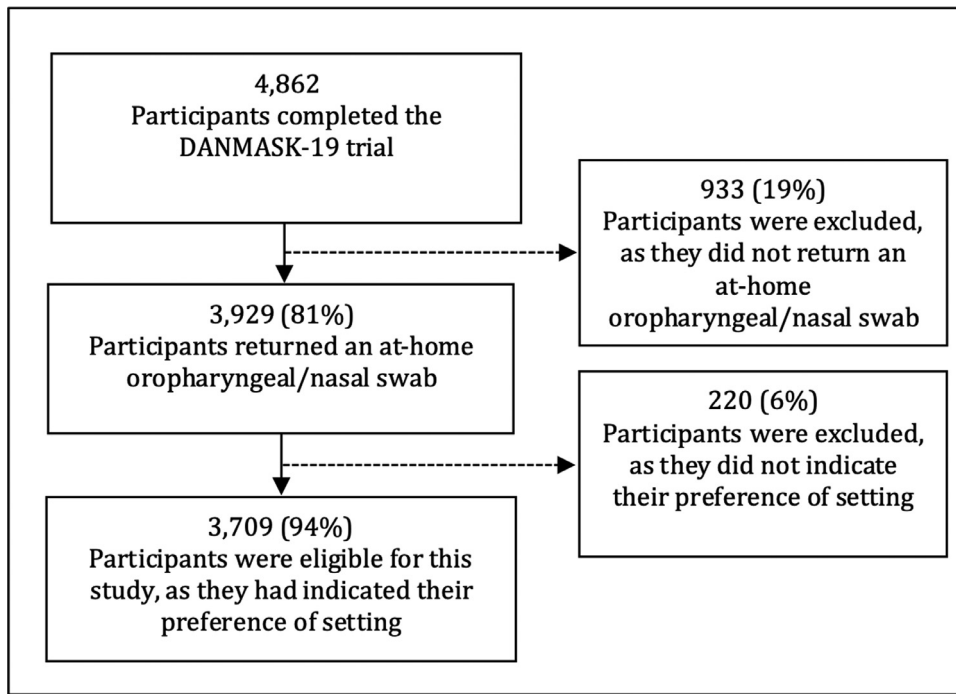 4,862
Participants completed the
DANMASK-19 trial
933 (19%)
Participants were excluded,
as they did not return an
at-home
oropharyngeal/nasal swab
3,929 (81%)
Participants returned an at-home
oropharyngeal/nasal swab
220 (6%)
Participants were excluded,
as they did not indicate
their preference of setting
3,709 (94%)
Participants were eligible for this
study, as they had indicated their
preference of setting